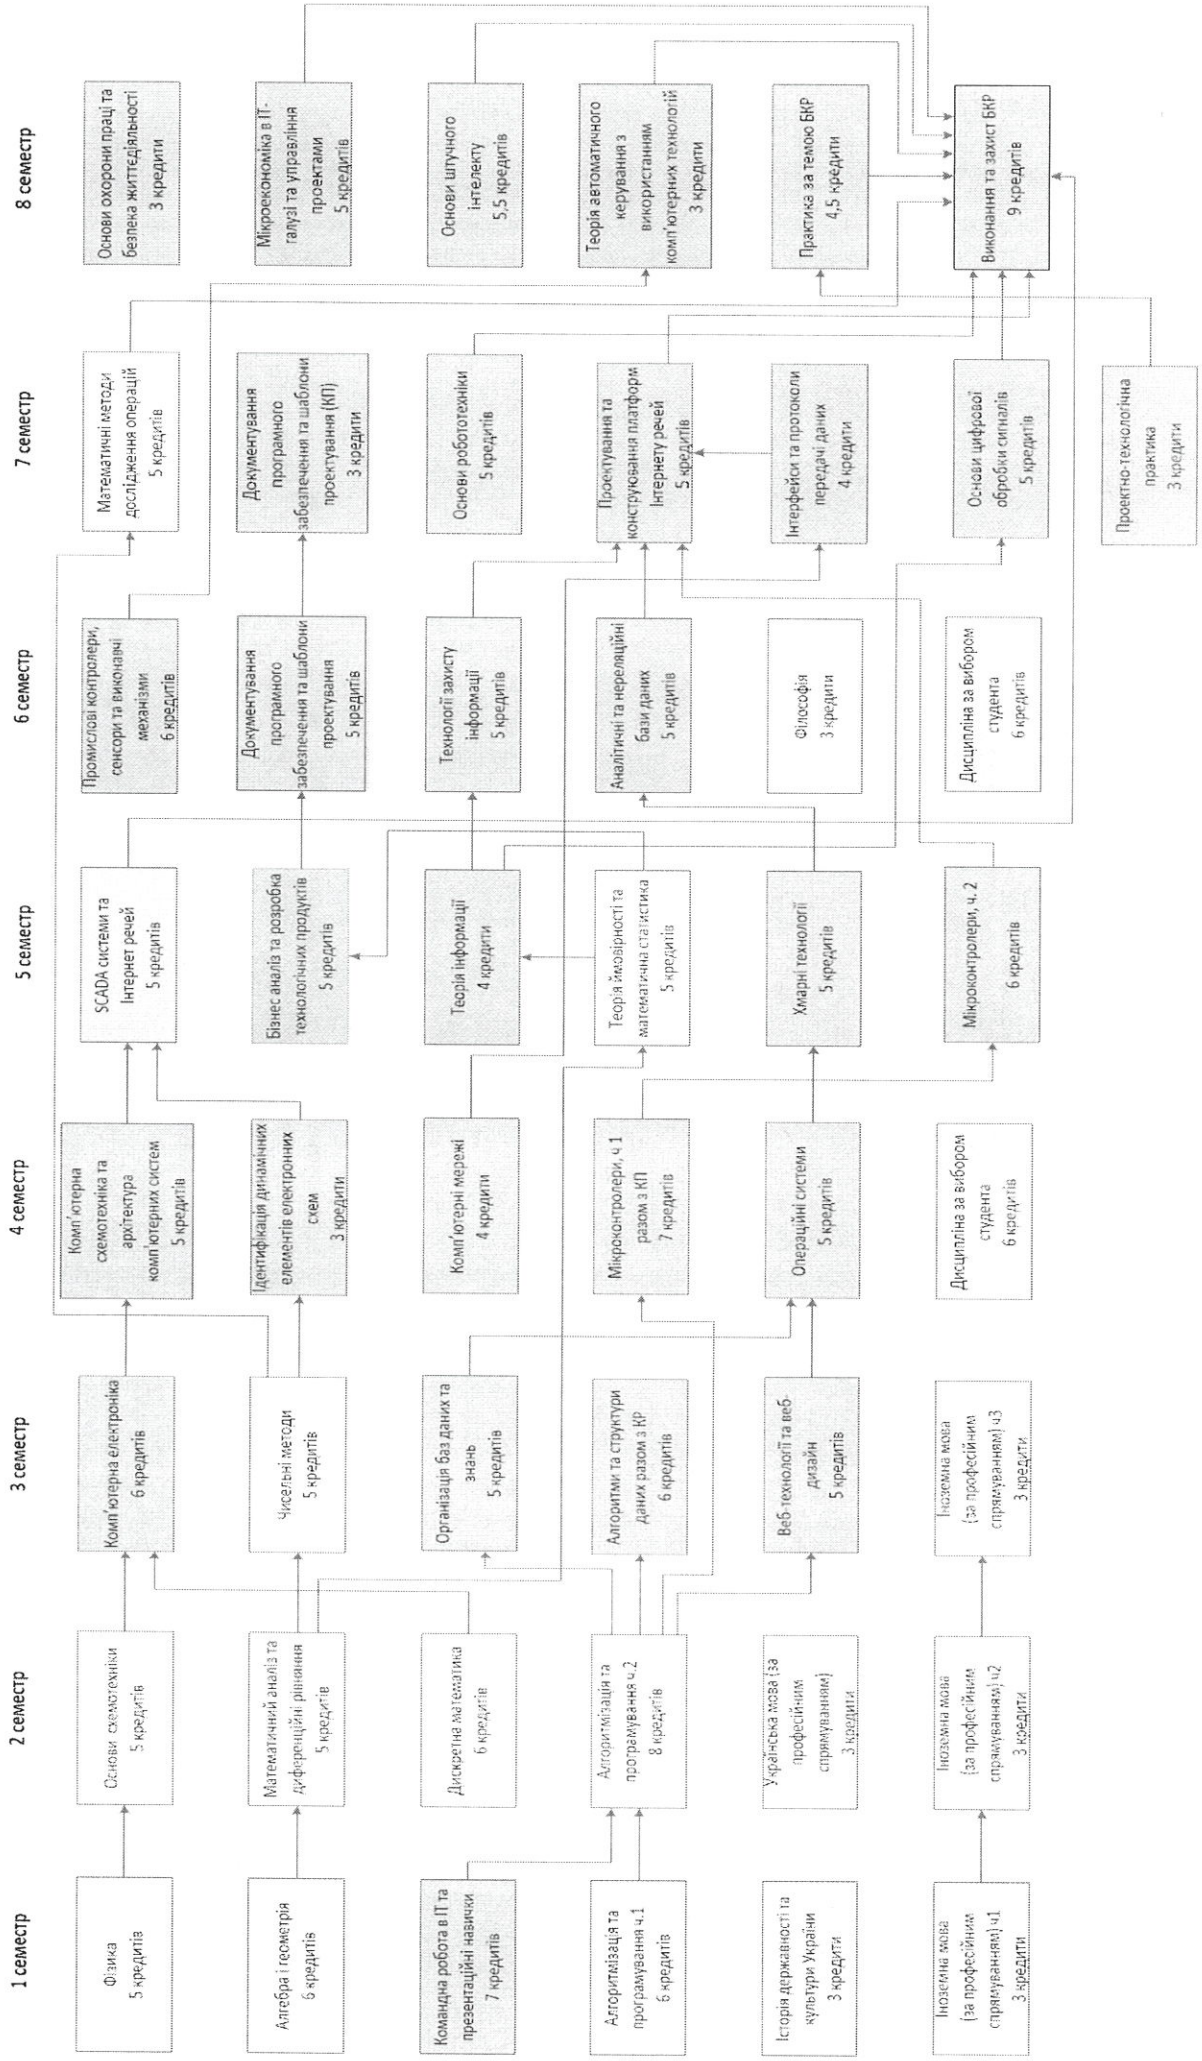 1 семестр
Фізика
5 кредитів
Алгебра і геометрія
6 кредитів
Командна робота в ІТ та
презентаційні навички
7 кредитів
Алгоритмізація та
програмування ч.1
6 кредитів
Історія державності та
культури України
3 кредити
Іноземна мова
(за професійним
спрямуванням) ч1
3 кредити
2 семестр
Основи схемотехніки
5 кредитів
Математичний аналіз та
диференційні рівняння
5 кредитів
Дискретна математика
6 кредитів
Алгоритмізація та
програмування ч.2
8 кредитів
Українська мова (за
професійним
спрямуванням)
3 кредити
Іноземна мова
(за професійним
спрямуванням) ч2
3 кредити
3 семестр
Комп'ютерна електроніка
6 кредитів
Чисельні методи
5 кредитів
Організація баз даних та
знань
5 кредитів
Алгоритми та структури
даних разом з КР
6 кредитів
Веб-технології та веб-
дизайн
5 кредитів
Іноземна мова
(за професійним
спрямуванням) ч3
3 кредити
4 семестр
Комп'ютерна
схемотехніка та
архітектура
комп'ютерних систем
5 кредитів
Ідентифікація динамічних
елементів електронних
схем
3 кредити
Комп'ютерні мережі
4 кредити
Мікроконтролери, ч 1
разом з КП
7 кредитів
Операційні системи
5 кредитів
Дисципліна за вибором
студента
6 кредитів
5 семестр
SCADA системи та
Інтернет речей
5 кредитів
Бізнес аналіз та розробка
технологічних продуктів
5 кредитів
Теорія інформації
4 кредити
Теорія ймовірності та
математична статистика
5 кредитів
Хмарні технології
5 кредитів
Мікроконтролери, ч. 2
6 кредитів
6 семестр
Промислові контролери,
сенсори та виконавчі
механізми
6 кредитів
Документування
програмного
забезпечення та шаблони
проектування
5 кредитів
Технології захисту
інформації
5 кредитів
Аналітичні та нереляційні
бази даних
5 кредитів
Філософія
3 кредити
Дисципліна за вибором
студента
6 кредитів
7 семестр
Математичні методи
дослідження операцій
5 кредитів
Документування
програмного
забезпечення та шаблони
проектування (КП)
3 кредити
Основи робототехніки
5 кредитів
Проектування та
конструювання платформ
Інтернету речей
5 кредитів
Інтерфейси та протоколи
передачі даних
4 кредити
Основи цифрової
обробки сигналів
5 кредитів
Проектно-технологічна
практика
3 кредити
8 семестр
Основи охорони праці та
безпека життєдіяльності
3 кредити
Мікроекономіка в ІТ-
галузі та управління
проектами
5 кредитів
Основи штучного
інтелекту
5,5 кредитів
Теорія автоматичного
керування з
використанням
комп'ютерних технологій
3 кредити
Практика за темою БКР
4,5 кредити
Виконання та захист БКР
9 кредитів